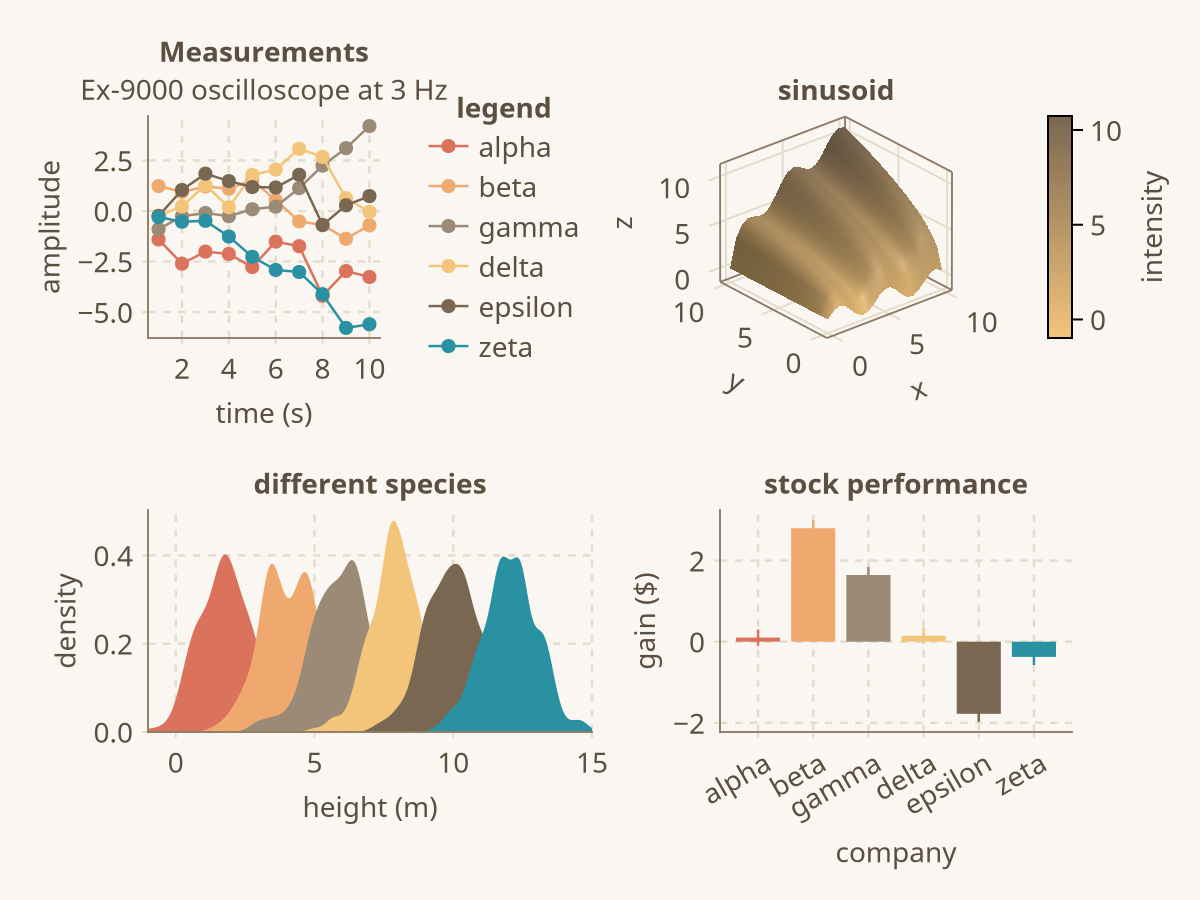 Measurements
Ex-9000 oscilloscope at 3 Hz
amplitude
2.5
0.0
−2.5
−5.0
2 4 6 8 10
time (s)
legend
alpha
beta
gamma
delta
epsilon
zeta
sinusoid
z
10
5
0
10
5
0
y
0
5
10
x
10
5
0
intensity
different species
density
0.4
0.2
0.0
0 5 10 15
height (m)
stock performance
gain ($)
2
0
−2
alpha beta gamma delta epsilon zeta
company